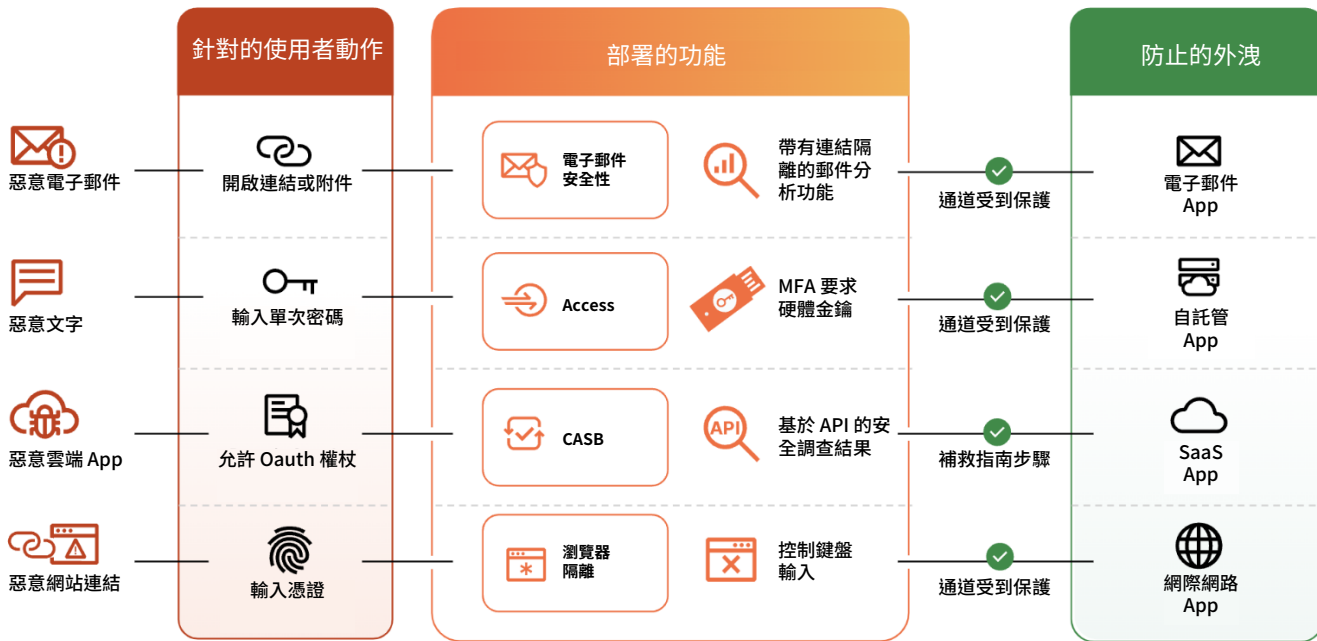 針對的使用者動作
部署的功能
防止的外洩
惡意電子郵件
開啟連結或附件
電子郵件
安全性
帶有連結隔
離的郵件分
析功能
通道受到保護
電子郵件
App
惡意文字
輸入單次密碼
Access
MFA 要求
硬體金鑰
通道受到保護
自託管
App
惡意雲端 App
允許 Oauth 權杖
CASB
API
基於 API 的安
全調查結果
補救指南步驟
SaaS
App
惡意網站連結
輸入憑證
瀏覽器
隔離
控制鍵盤
輸入
通道受到保護
網際網路
App